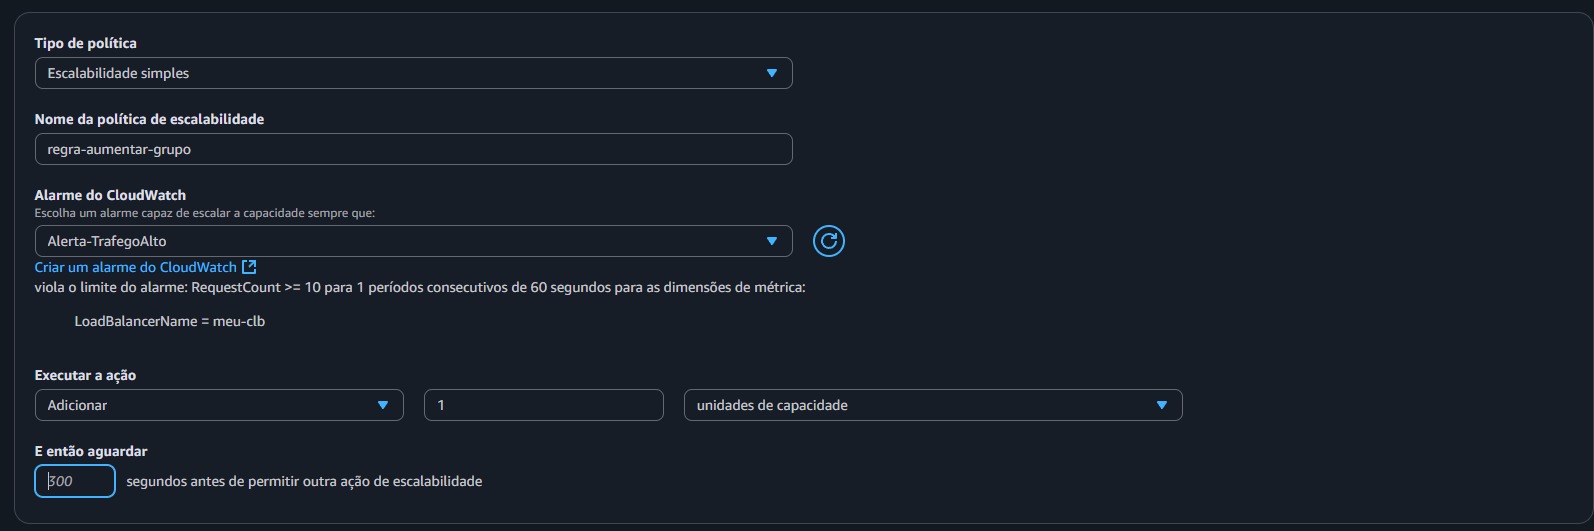 Tipo de política
Escalabilidade simples
Nome da política de escalabilidade
regra-aumentar-grupo
Alarme do CloudWatch
Escolha um alarme capaz de escalar a capacidade sempre que:
Alerta-TrafegoAlto
Criar um alarme do CloudWatch
viola o limite do alarme: RequestCount >= 10 para 1 períodos consecutivos de 60 segundos para as dimensões de métrica:
LoadBalancerName = meu-clb
Executar a ação
Adicionar 1 unidades de capacidade
E então aguardar
300 segundos antes de permitir outra ação de escalabilidade